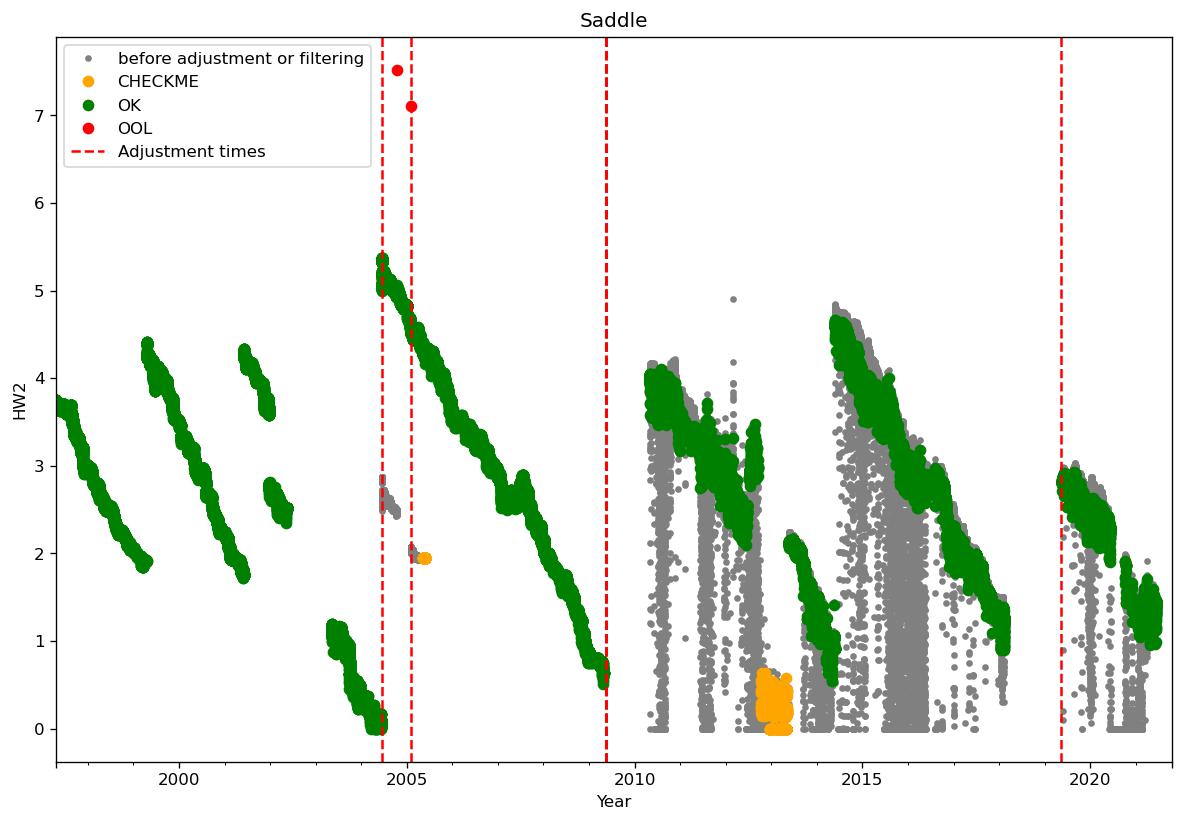 Saddle
before adjustment or filtering
CHECKME
OK
OOL
Adjustment times
7
6
5
4
3
2
1
0
HW2
2000 2005 2010 2015 2020
Year